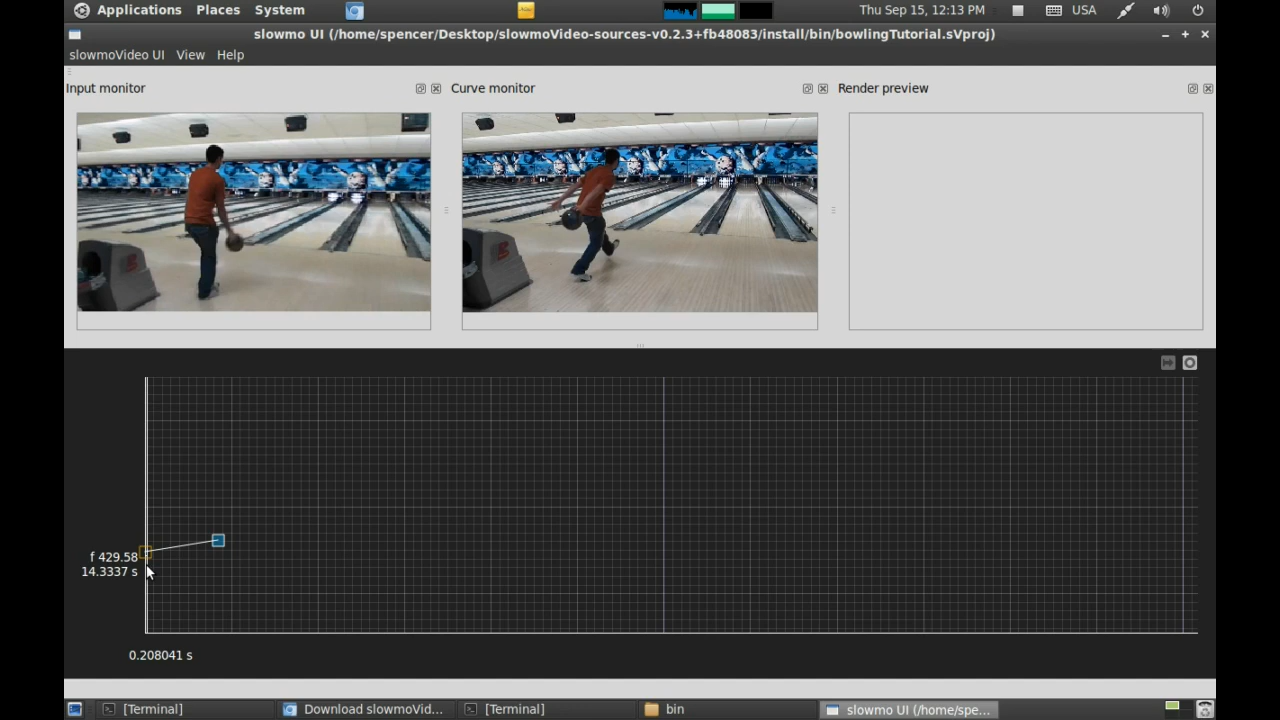 Applications Places System Thu Sep 15, 12:13 PM USA
slowmo UI (/home/spencer/Desktop/slowmoVideo-sources-v0.2.3+fb48083/install/bin/bowlingTutorial.sVproj)
slowmoVideo UI View Help
Input monitor Curve monitor Render preview
f 429.58
14.3337 s
0.208041 s
[Terminal] Download slowmoVid... [Terminal] bin slowmo UI (/home/spe...